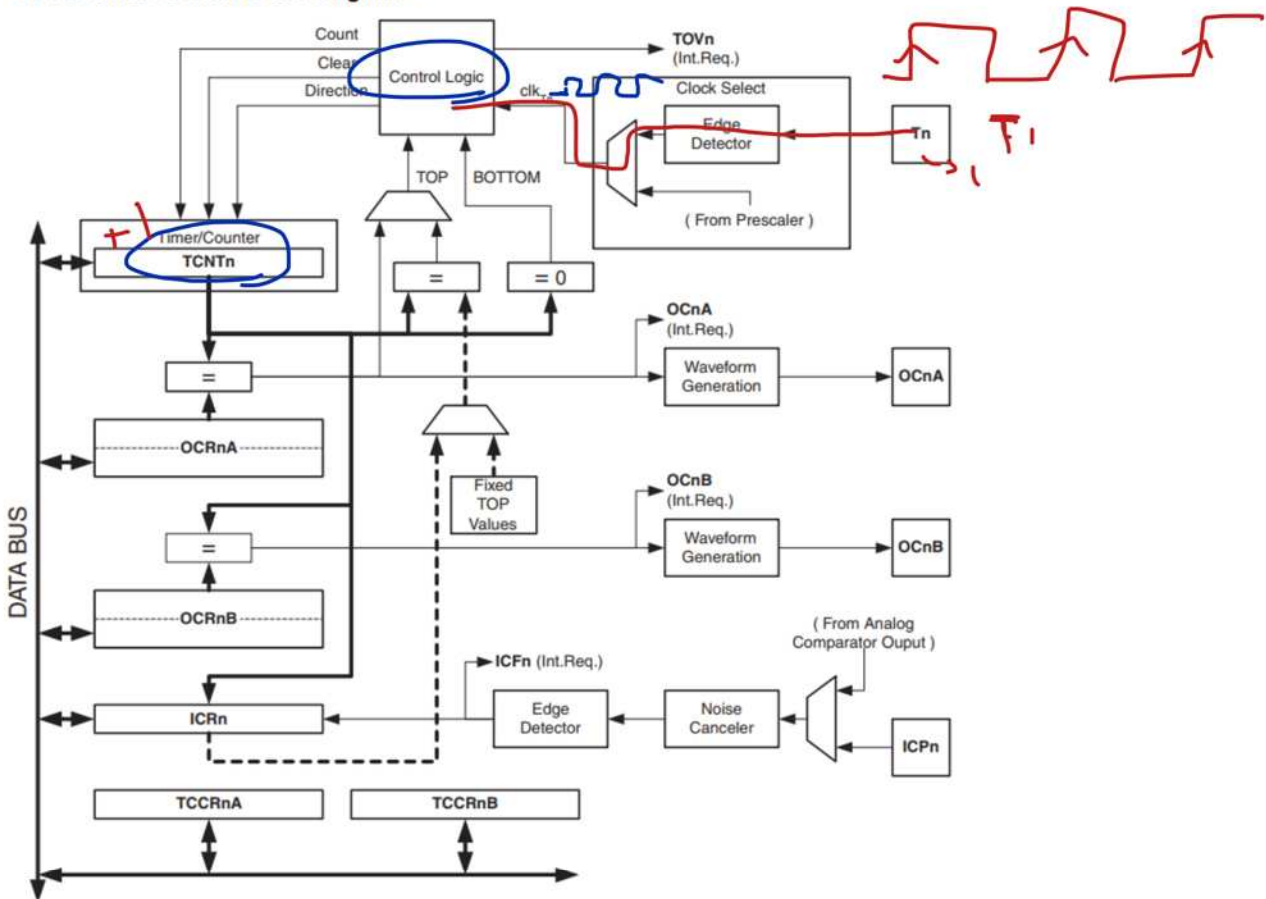 Count
Clear
Direction
Control Logic
TOVn
(Int.Req.)
clk
Clock Select
Edge
Detector
Tn
T1
1
TOP
BOTTOM
( From Prescaler )
+1
Timer/Counter
TCNTn
=
= 0
OCnA
(Int.Req.)
=
Waveform
Generation
OCnA
OCRnA
Fixed
TOP
Values
OCnB
(Int.Req.)
=
Waveform
Generation
OCnB
DATA BUS
OCRnB
( From Analog
Comparator Ouput )
ICFn (Int.Req.)
ICRn
Edge
Detector
Noise
Canceler
ICPn
TCCRnA
TCCRnB